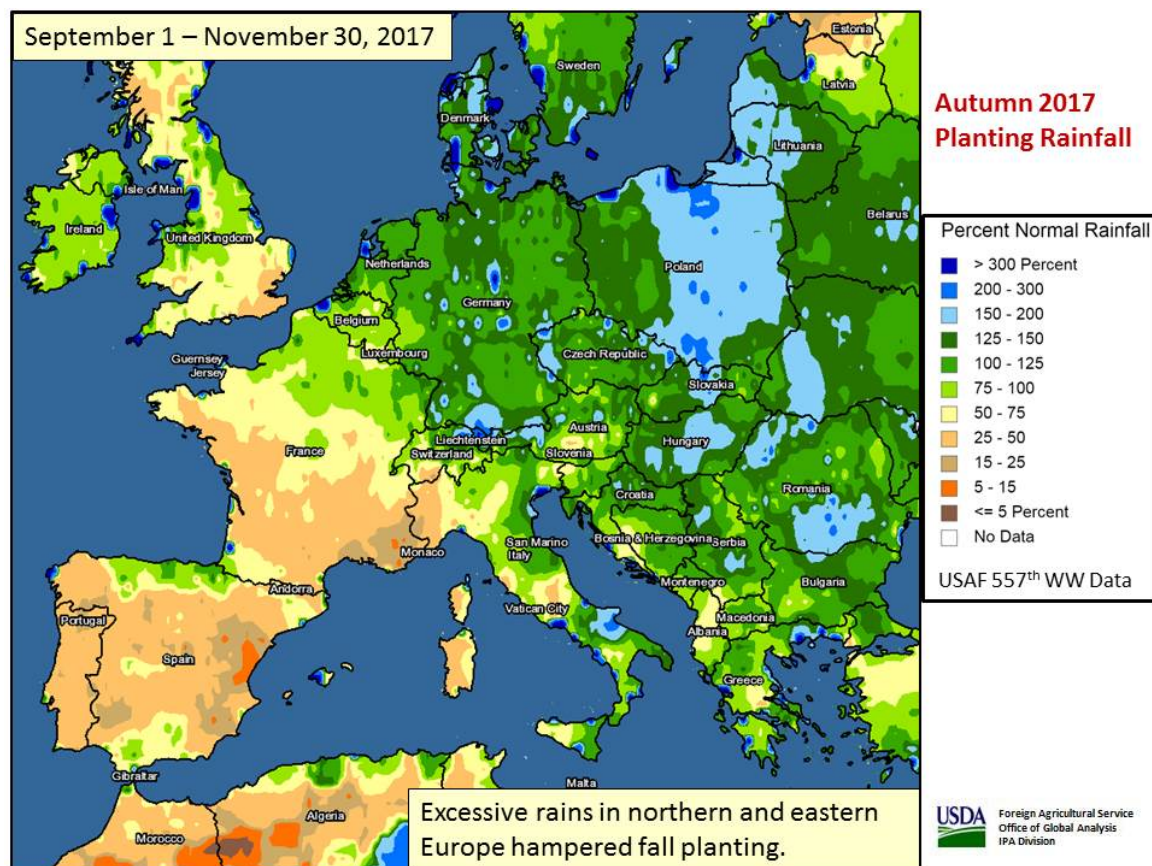 September 1 – November 30, 2017
Estonia
Sweden
Latvia
Denmark
Lithuania
Isle of Man
Ireland
United Kingdom
Belarus
Netherlands
Poland
Germany
Belgium
Luxembourg
Guernsey
Jersey
Czech Republic
Slovakia
Austria
Liechtenstein
Hungary
Switzerland
Slovenia
France
Croatia
Romania
San Marino
Bosnia & Herzegovina
Serbia
Monaco
Italy
Andorra
Montenegro
Bulgaria
Vatican City
Macedonia
Portugal
Albania
Spain
Greece
Gibraltar
Malta
Algeria
Morocco
Excessive rains in northern and eastern
Europe hampered fall planting.
Autumn 2017
Planting Rainfall
Percent Normal Rainfall
> 300 Percent
200 - 300
150 - 200
125 - 150
100 - 125
75 - 100
50 - 75
25 - 50
15 - 25
5 - 15
<= 5 Percent
No Data
USAF 557th WW Data
USDA
Foreign Agricultural Service
Office of Global Analysis
IPA Division